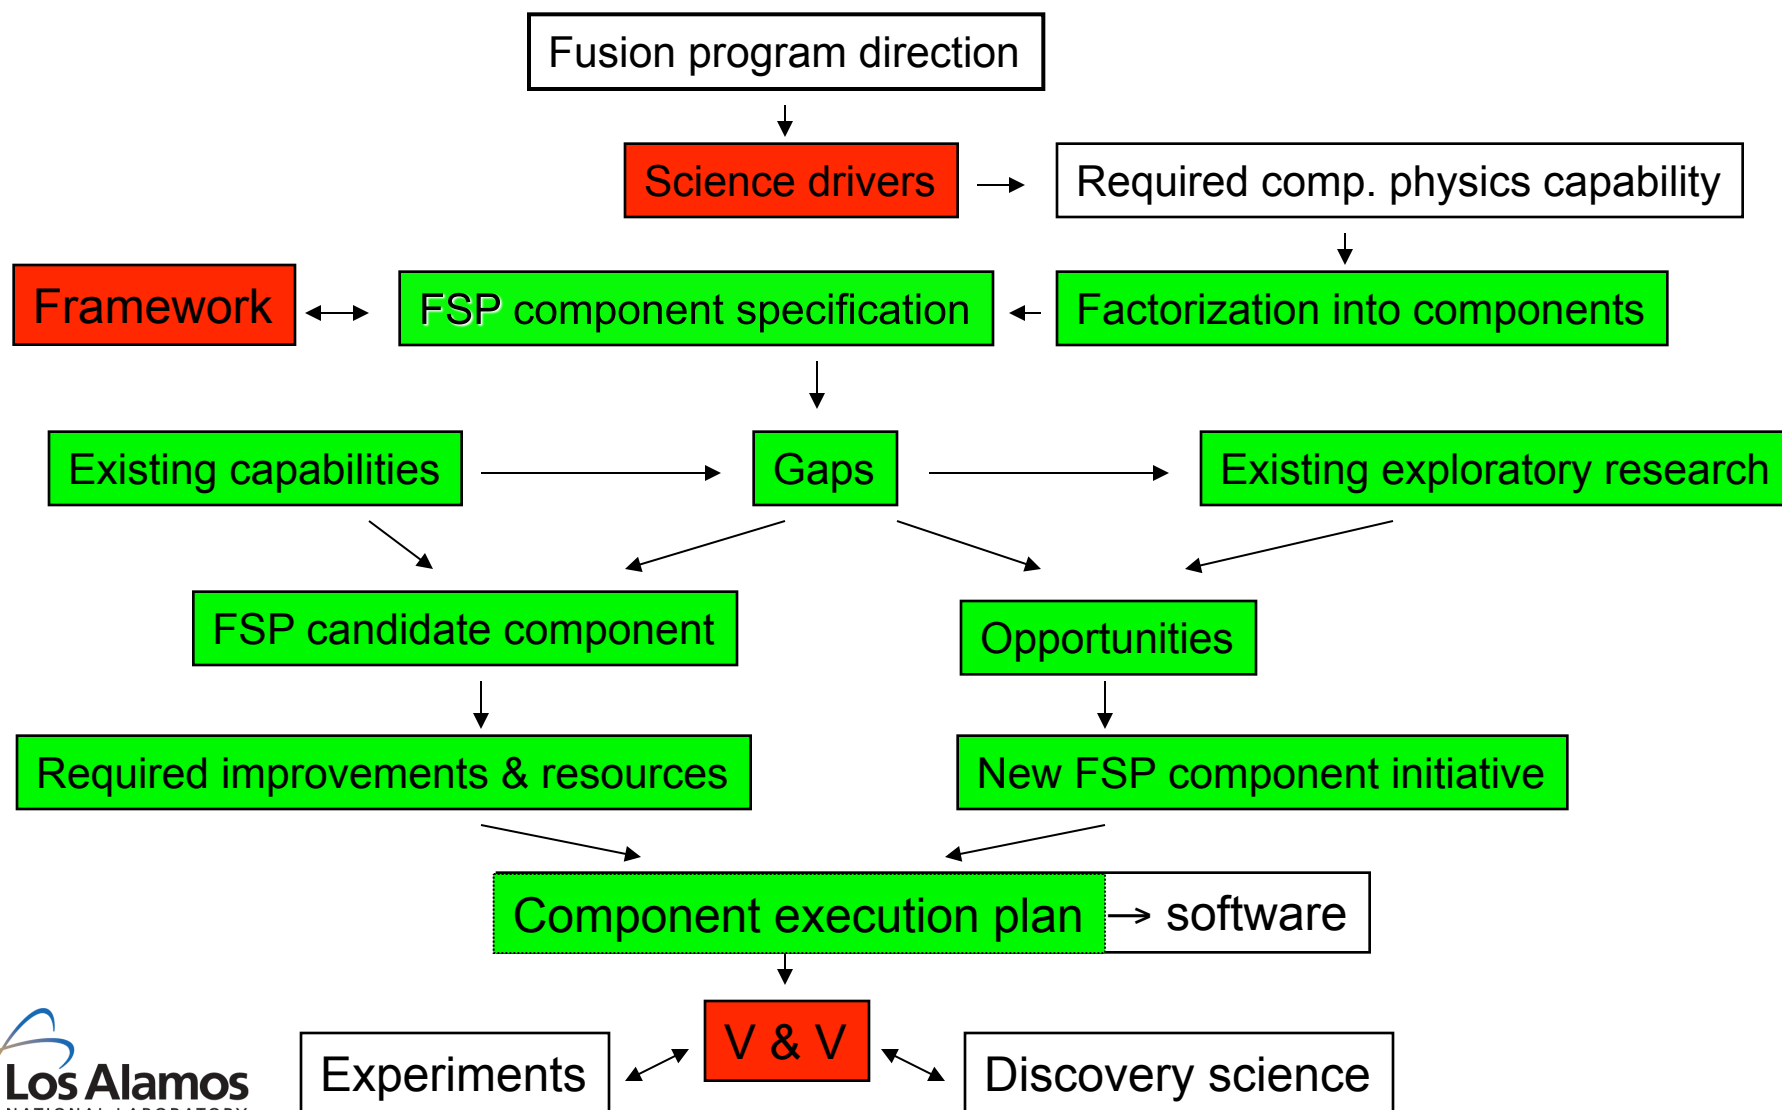 Fusion program direction
Science drivers
Required comp. physics capability
Framework
FSP component specification
Factorization into components
Existing capabilities
Gaps
Existing exploratory research
FSP candidate component
Opportunities
Required improvements & resources
New FSP component initiative
Component execution plan
software
V & V
Experiments
Discovery science
Los Alamos
NATIONAL LABORATORY